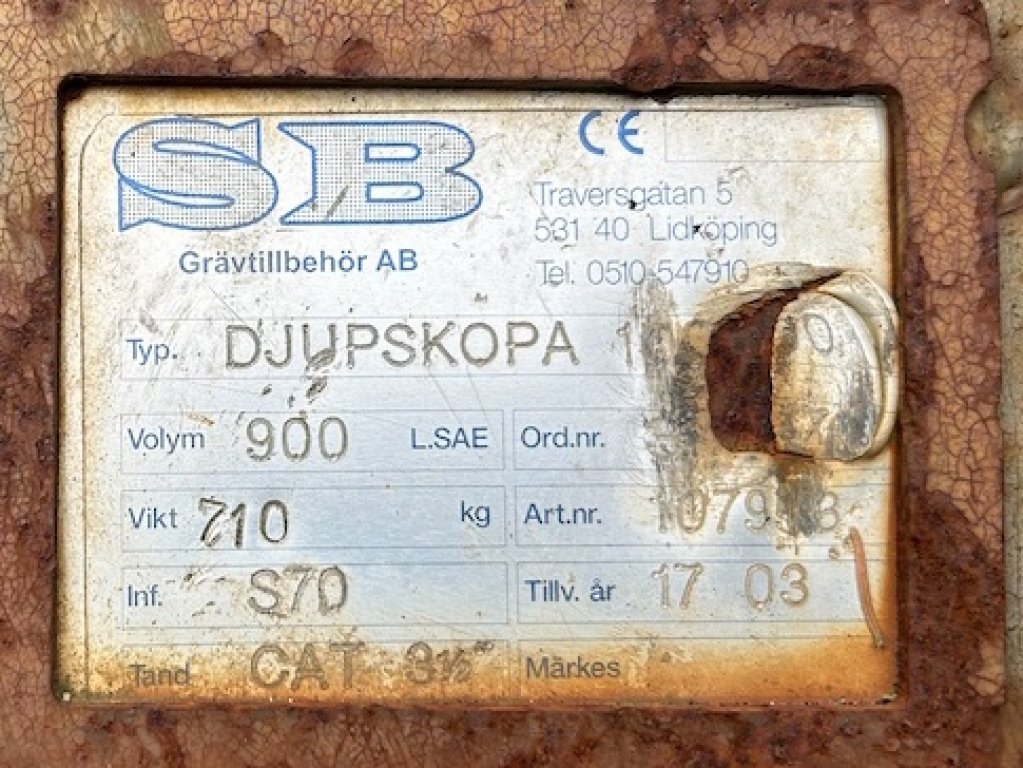 SB
CE
Grävtillbehör AB
Traversgatan 5
531 40 Lidköping
Tel. 0510-547910
Typ. DJUPSKOPA
Volym 900 L.SAE
Ord.nr.
Vikt 710 kg
Art.nr.
Inf. S70
Tillv. år 17 03
Tand CAT 3½"
Märkes